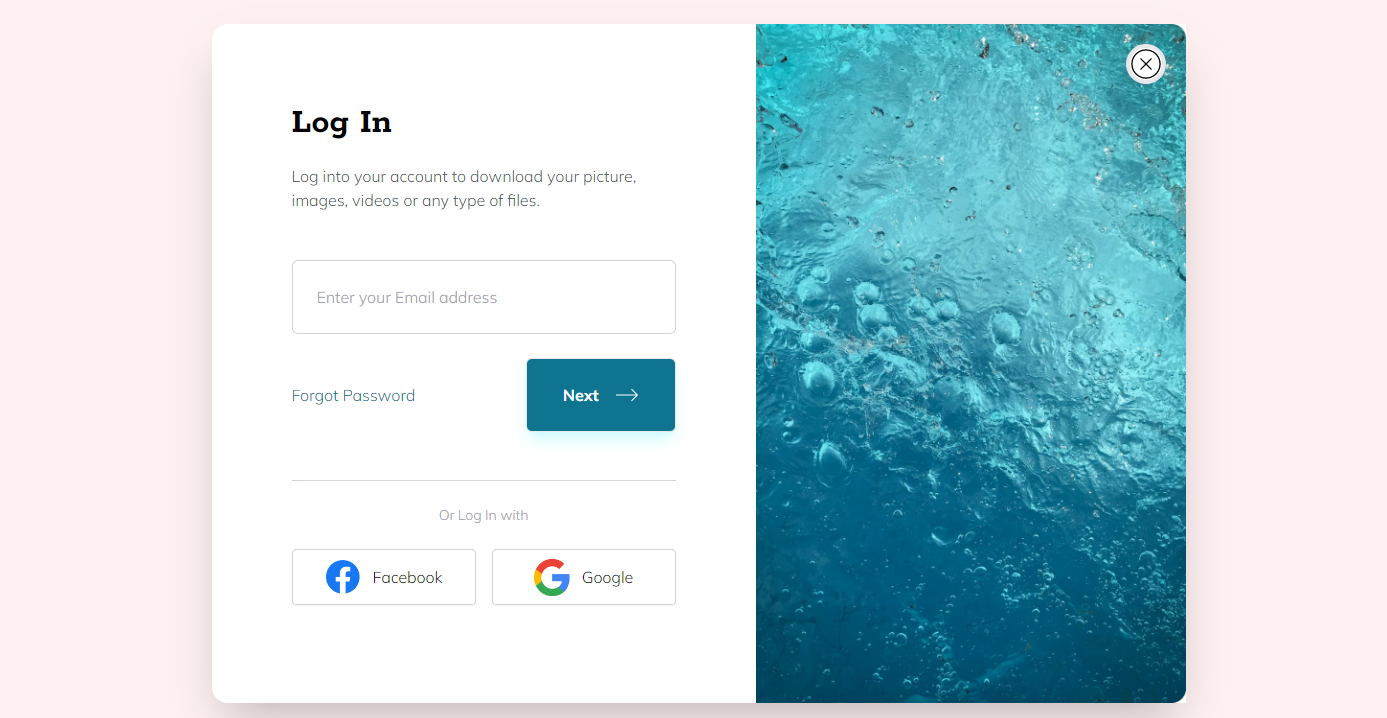 Log In
Log into your account to download your picture,
images, videos or any type of files.
Enter your Email address
Forgot Password
Next
Or Log In with
Facebook
Google